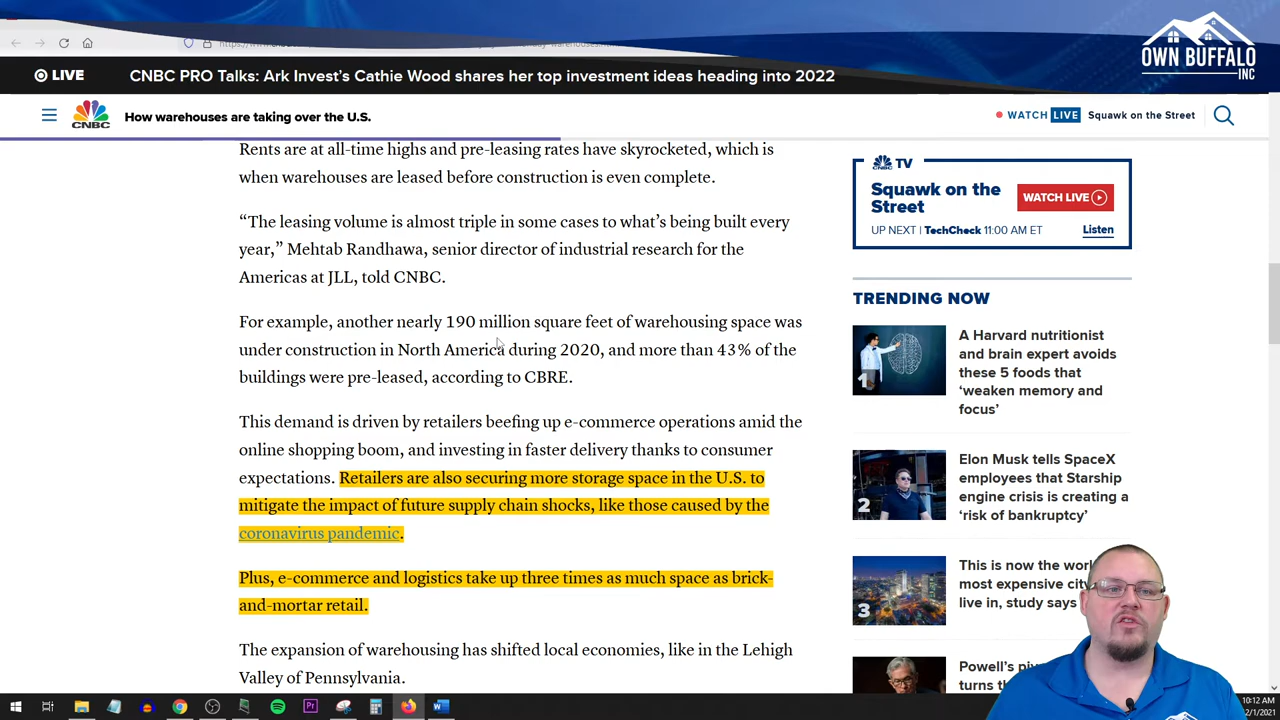 OWN BUFFALO
INC
LIVE
CNBC PRO Talks: Ark Invest's Cathie Wood shares her top investment ideas heading into 2022
CNBC
How warehouses are taking over the U.S.
WATCH LIVE Squawk on the Street
Rents are at all-time highs and pre-leasing rates have skyrocketed, which is
when warehouses are leased before construction is even complete.
“The leasing volume is almost triple in some cases to what’s being built every
year,” Mehtab Randhawa, senior director of industrial research for the
Americas at JLL, told CNBC.
For example, another nearly 190 million square feet of warehousing space was
under construction in North America during 2020, and more than 43% of the
buildings were pre-leased, according to CBRE.
This demand is driven by retailers beefing up e-commerce operations amid the
online shopping boom, and investing in faster delivery thanks to consumer
expectations. Retailers are also securing more storage space in the U.S. to
mitigate the impact of future supply chain shocks, like those caused by the
coronavirus pandemic.
Plus, e-commerce and logistics take up three times as much space as brick-
and-mortar retail.
The expansion of warehousing has shifted local economies, like in the Lehigh
Valley of Pennsylvania.
TV
Squawk on the
Street
WATCH LIVE
UP NEXT | TechCheck 11:00 AM ET
Listen
TRENDING NOW
1
A Harvard nutritionist
and brain expert avoids
these 5 foods that
‘weaken memory and
focus’
2
Elon Musk tells SpaceX
employees that Starship
engine crisis is creating a
‘risk of bankruptcy’
3
This is now the
most expensive
live in, study says
Powell's
turns
10:12 AM
2/1/2021